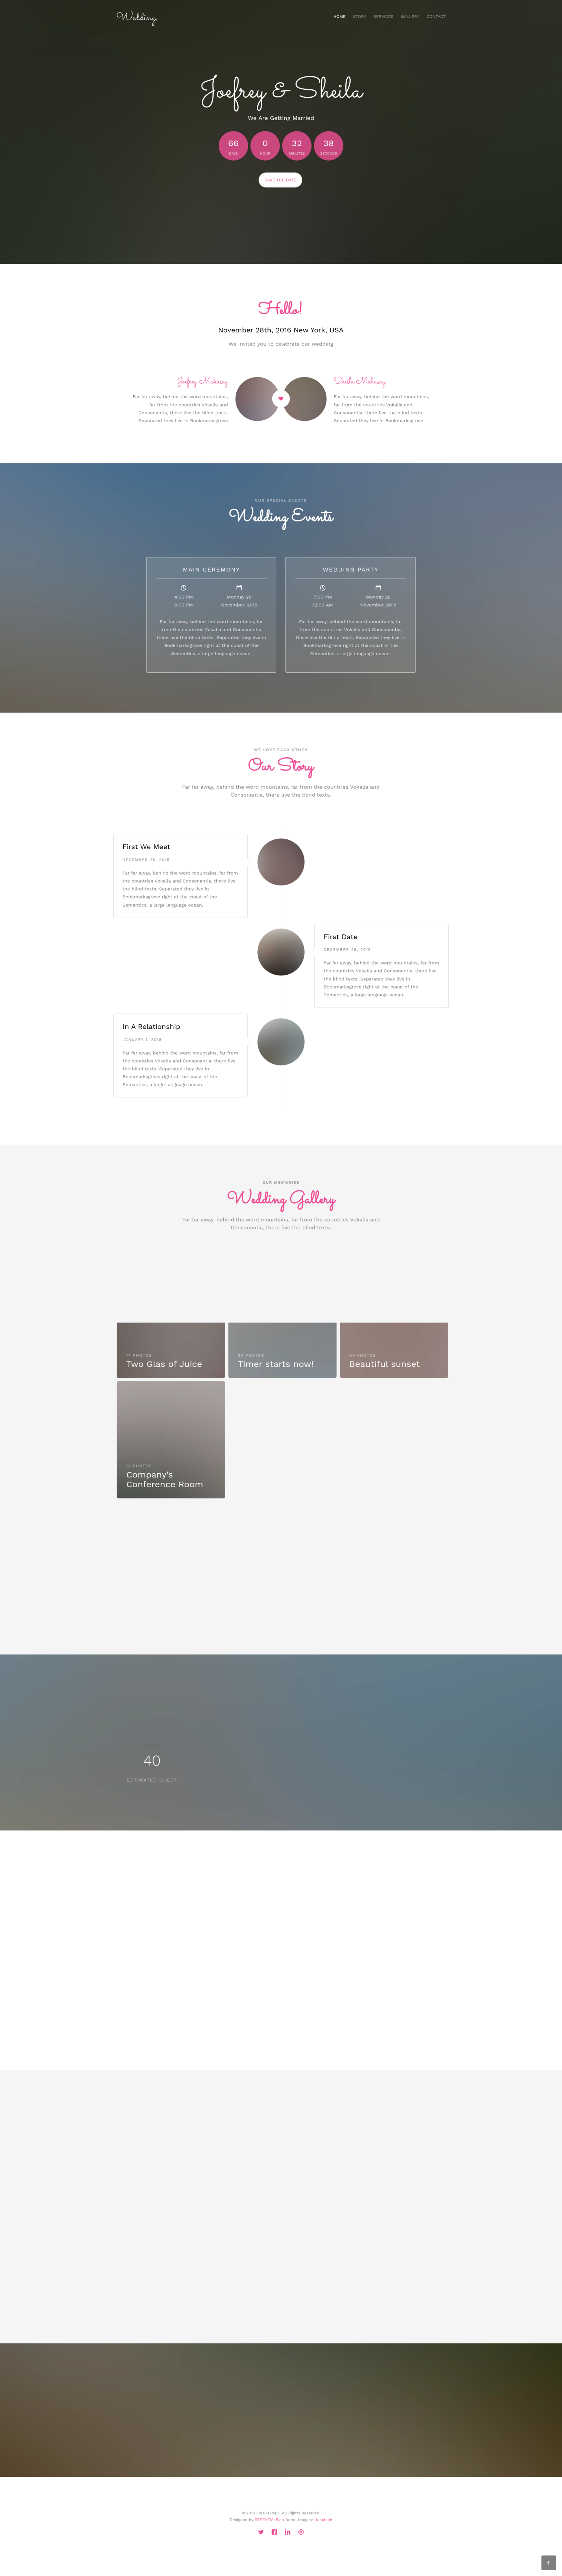 Wedding.
HOME STORY SERVICES GALLERY CONTACT
Joefrey & Sheila
We Are Getting Married
66 0 32 38
DAYS HOUR MINUTES SECONDS
SAVE THE DATE
Hello!
November 28th, 2016 New York, USA
We invited you to celebrate our wedding
Joefrey Mahusay
Far far away, behind the word mountains,
far from the countries Vokalia and
Consonantia, there live the blind texts.
Separated they live in Bookmarksgrove
Sheila Mahusay
Far far away, behind the word mountains,
far from the countries Vokalia and
Consonantia, there live the blind texts.
Separated they live in Bookmarksgrove
OUR SPECIAL EVENTS
Wedding Events
MAIN CEREMONY
4:00 PM
6:00 PM
Monday 28
November, 2016
Far far away, behind the word mountains, far
from the countries Vokalia and Consonantia,
there live the blind texts. Separated they live in
Bookmarksgrove right at the coast of the
Semantics, a large language ocean.
WEDDING PARTY
7:00 PM
12:00 AM
Monday 28
November, 2016
Far far away, behind the word mountains, far
from the countries Vokalia and Consonantia,
there live the blind texts. Separated they live in
Bookmarksgrove right at the coast of the
Semantics, a large language ocean.
WE LOVE EACH OTHER
Our Story
Far far away, behind the word mountains, far from the countries Vokalia and
Consonantia, there live the blind texts.
First We Meet
DECEMBER 25, 2015
Far far away, behind the word mountains, far from
the countries Vokalia and Consonantia, there live
the blind texts. Separated they live in
Bookmarksgrove right at the coast of the
Semantics, a large language ocean.
First Date
DECEMBER 28, 2015
Far far away, behind the word mountains, far from
the countries Vokalia and Consonantia, there live
the blind texts. Separated they live in
Bookmarksgrove right at the coast of the
Semantics, a large language ocean.
In A Relationship
JANUARY 1, 2016
Far far away, behind the word mountains, far from
the countries Vokalia and Consonantia, there live
the blind texts. Separated they live in
Bookmarksgrove right at the coast of the
Semantics, a large language ocean.
OUR MEMORIES
Wedding Gallery
Far far away, behind the word mountains, far from the countries Vokalia and
Consonantia, there live the blind texts.
14 PHOTOS
Two Glas of Juice
PHOTOS
Timer starts now!
PHOTOS
Beautiful sunset
PHOTOS
Company's
Conference Room
40
ESTIMATED GUEST
© 2016 Free HTML5. All Rights Reserved.
Designed by FREEHTML5.co Demo Images: Unsplash